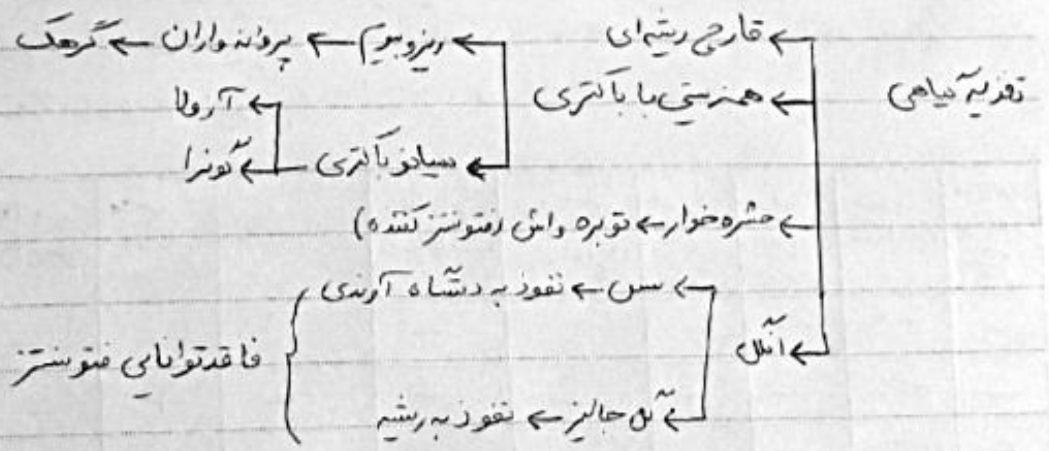 ← قارچ ریشه‌ای
← ریزوبیوم ← پروانه واران ← گرهک
تغذیه گیاهی
← همزیستی با باکتری
← آزولا
← سیانوباکتری
← گونرا
← حشره خوار ← توبره واش (فتوسنتز کننده)
← سس ← نفوذ به دستگاه آوندی
← انگل
فاقد توانایی فتوسنتز
← گل جالیز ← نفوذ به ریشه